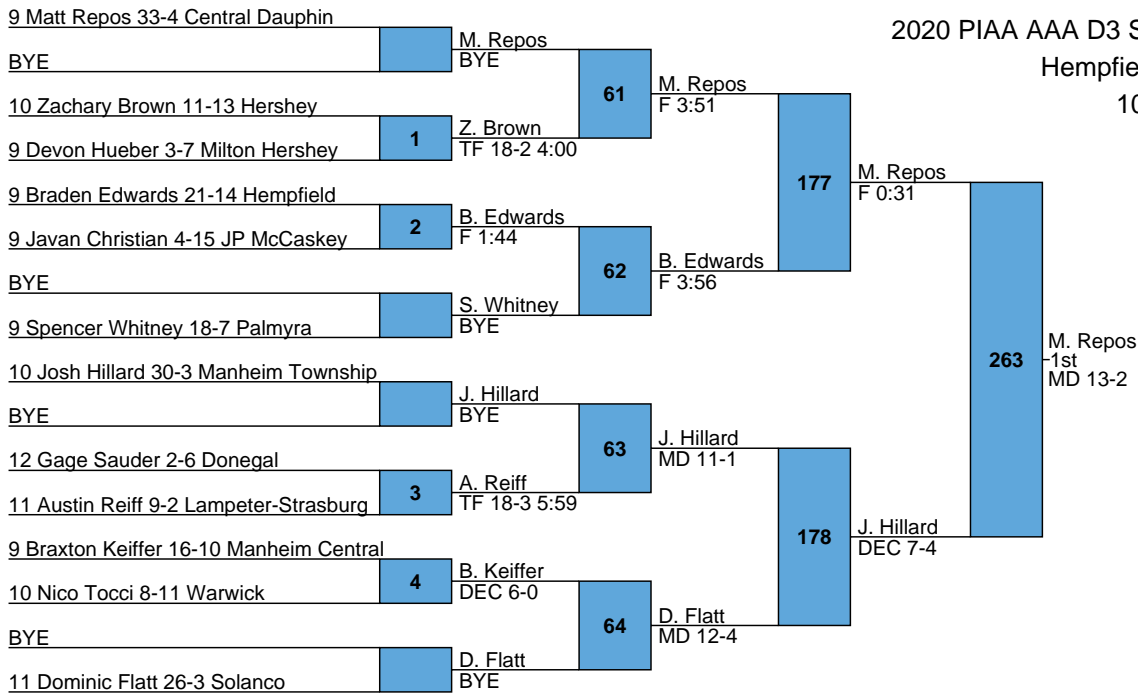 2020 PIAA AAA D3 S
Hempfie
10
9 Matt Repos 33-4 Central Dauphin
BYE
10 Zachary Brown 11-13 Hershey
9 Devon Hueber 3-7 Milton Hershey
9 Braden Edwards 21-14 Hempfield
9 Javan Christian 4-15 JP McCaskey
BYE
9 Spencer Whitney 18-7 Palmyra
10 Josh Hillard 30-3 Manheim Township
BYE
12 Gage Sauder 2-6 Donegal
11 Austin Reiff 9-2 Lampeter-Strasburg
9 Braxton Keiffer 16-10 Manheim Central
10 Nico Tocci 8-11 Warwick
BYE
11 Dominic Flatt 26-3 Solanco
1
2
3
4
M. Repos
BYE
Z. Brown
TF 18-2 4:00
B. Edwards
F 1:44
S. Whitney
BYE
J. Hillard
BYE
A. Reiff
TF 18-3 5:59
B. Keiffer
DEC 6-0
D. Flatt
BYE
61
62
63
64
M. Repos
F 3:51
B. Edwards
F 3:56
J. Hillard
MD 11-1
D. Flatt
MD 12-4
177
178
M. Repos
F 0:31
J. Hillard
DEC 7-4
263
M. Repos
1st
MD 13-2